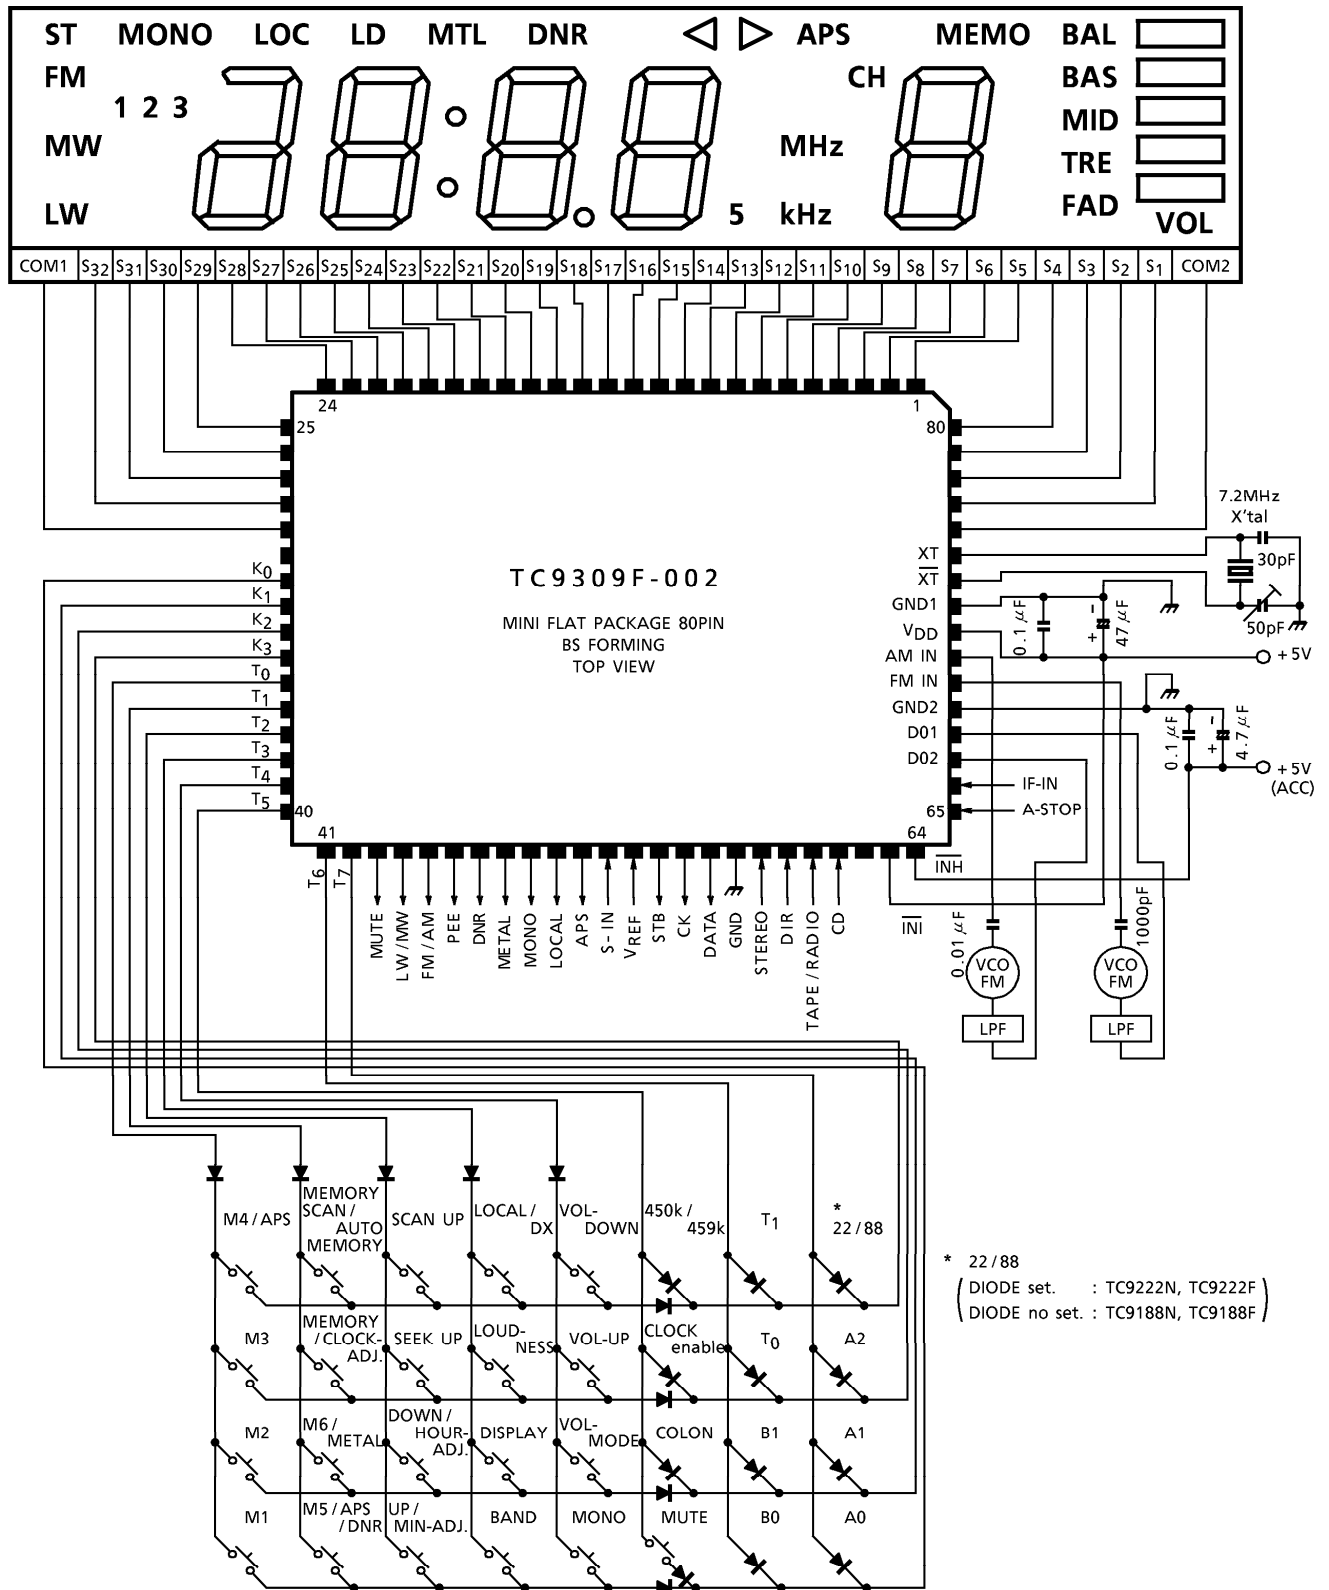 ST MONO LOC LD MTL DNR APS MEMO BAL
FM CH BAS
1 2 3 MID
MW MHz TRE
LW 5 kHz FAD
VOL
COM1 S32 S31 S30 S29 S28 S27 S26 S25 S24 S23 S22 S21 S20 S19 S18 S17 S16 S15 S14 S13 S12 S11 S10 S9 S8 S7 S6 S5 S4 S3 S2 S1 COM2
24 1
25 80
7.2MHz
X'tal
30pF
50pF
XT
XT
GND1
VDD
AM IN
FM IN
GND2
D01
D02
IF-IN
65 A-STOP
0.1μF
- + 47μF
+5V
0.1μF
- + 4.7μF
+5V
(ACC)
K0
K1
K2
K3
T0
T1
T2
T3
T4
T5
40
TC9309F-002
MINI FLAT PACKAGE 80PIN
BS FORMING
TOP VIEW
41 64
T6 T7 MUTE LW/MW FM/AM PEE DNR METAL MONO LOCAL APS S-IN VREF STB CK DATA GND STEREO DIR TAPE/RADIO CD
INI
INH
0.01μF
1000pF
VCO
FM
VCO
FM
LPF
LPF
M4/APS
MEMORY
SCAN/
AUTO
MEMORY
SCAN UP
LOCAL/
DX
VOL-
DOWN
450k/
459k
T1
*
22/88
M3
MEMORY
/CLOCK-
ADJ.
SEEK UP
LOUD-
NESS
VOL-UP
CLOCK
enable
T0
A2
M2
M6/
METAL
DOWN/
HOUR-
ADJ.
DISPLAY
VOL-
MODE
COLON
B1
A1
M1
M5/APS
/DNR
UP/
MIN-ADJ.
BAND
MONO
MUTE
B0
A0
* 22/88
(DIODE set. : TC9222N, TC9222F
DIODE no set. : TC9188N, TC9188F)